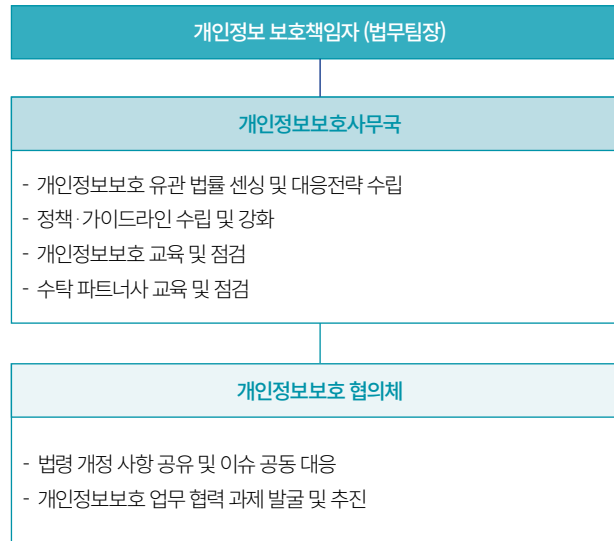 개인정보 보호책임자 (법무팀장)
개인정보보호사무국
- 개인정보보호 유관 법률 센싱 및 대응전략 수립
- 정책·가이드라인 수립 및 강화
- 개인정보보호 교육 및 점검
- 수탁 파트너사 교육 및 점검
개인정보보호 협의체
- 법령 개정 사항 공유 및 이슈 공동 대응
- 개인정보보호 업무 협력 과제 발굴 및 추진